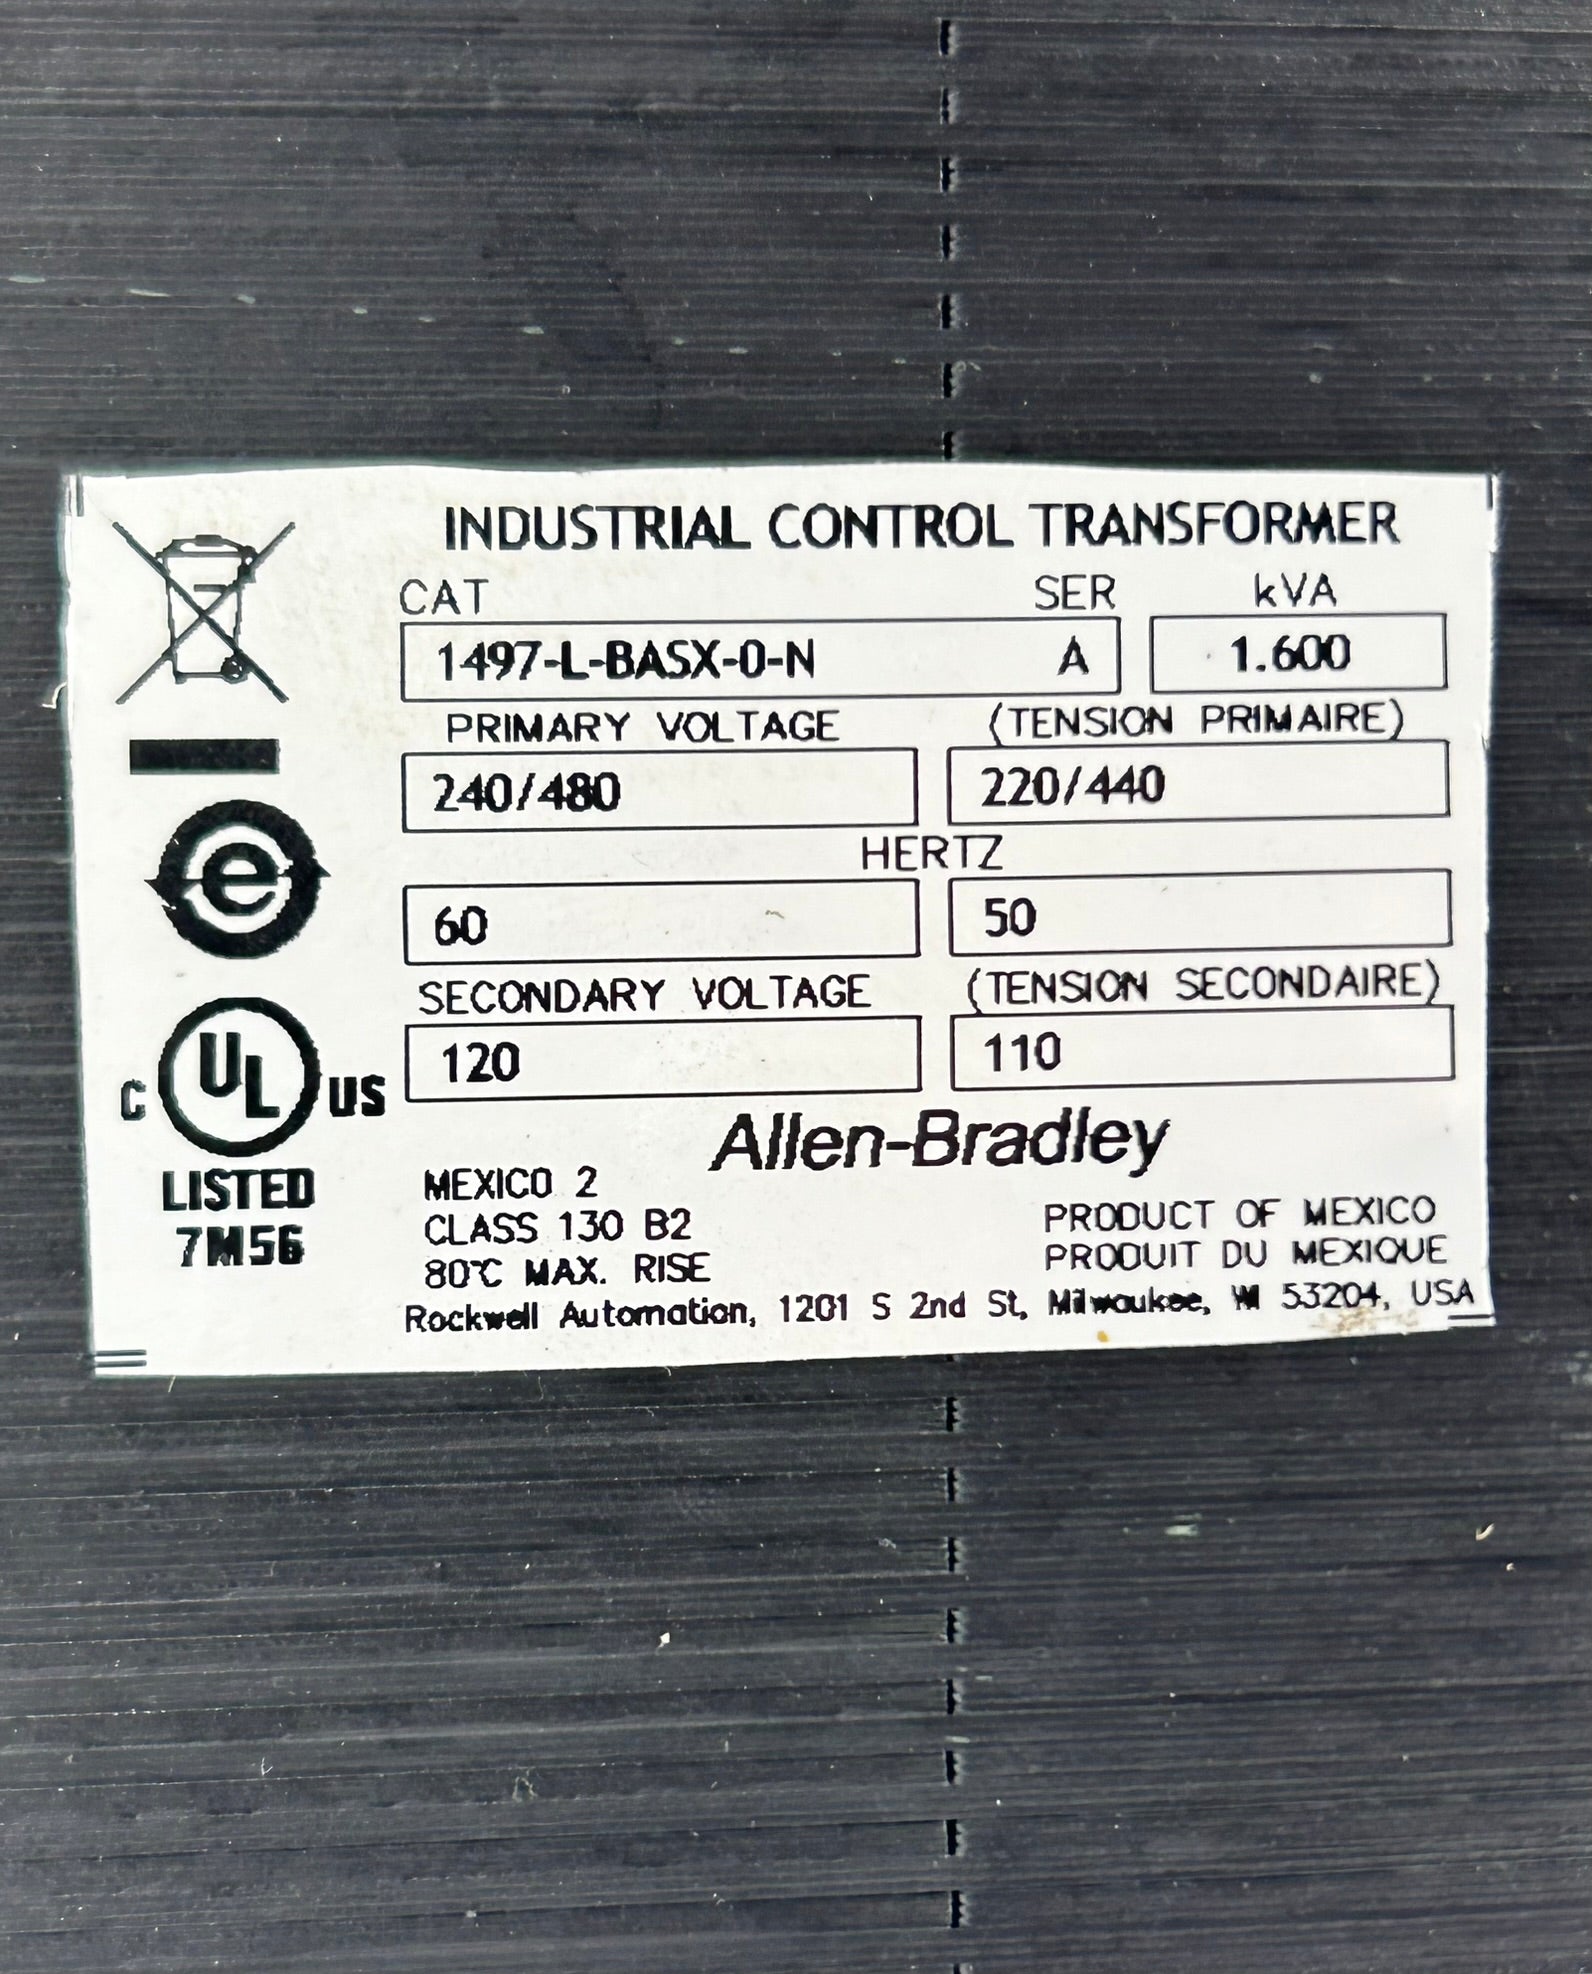 INDUSTRIAL CONTROL TRANSFORMER
CAT SER kVA
1497-L-BASX-0-N A 1.600
PRIMARY VOLTAGE (TENSION PRIMAIRE)
240/480 220/440
HERTZ
60 50
SECONDARY VOLTAGE (TENSION SECONDAIRE)
120 110
e
C UL US
LISTED
7M56
Allen-Bradley
MEXICO 2
CLASS 130 B2
80°C MAX. RISE
PRODUCT OF MEXICO
PRODUIT DU MEXIQUE
Rockwell Automation, 1201 S 2nd St, Milwaukee, WI 53204, USA